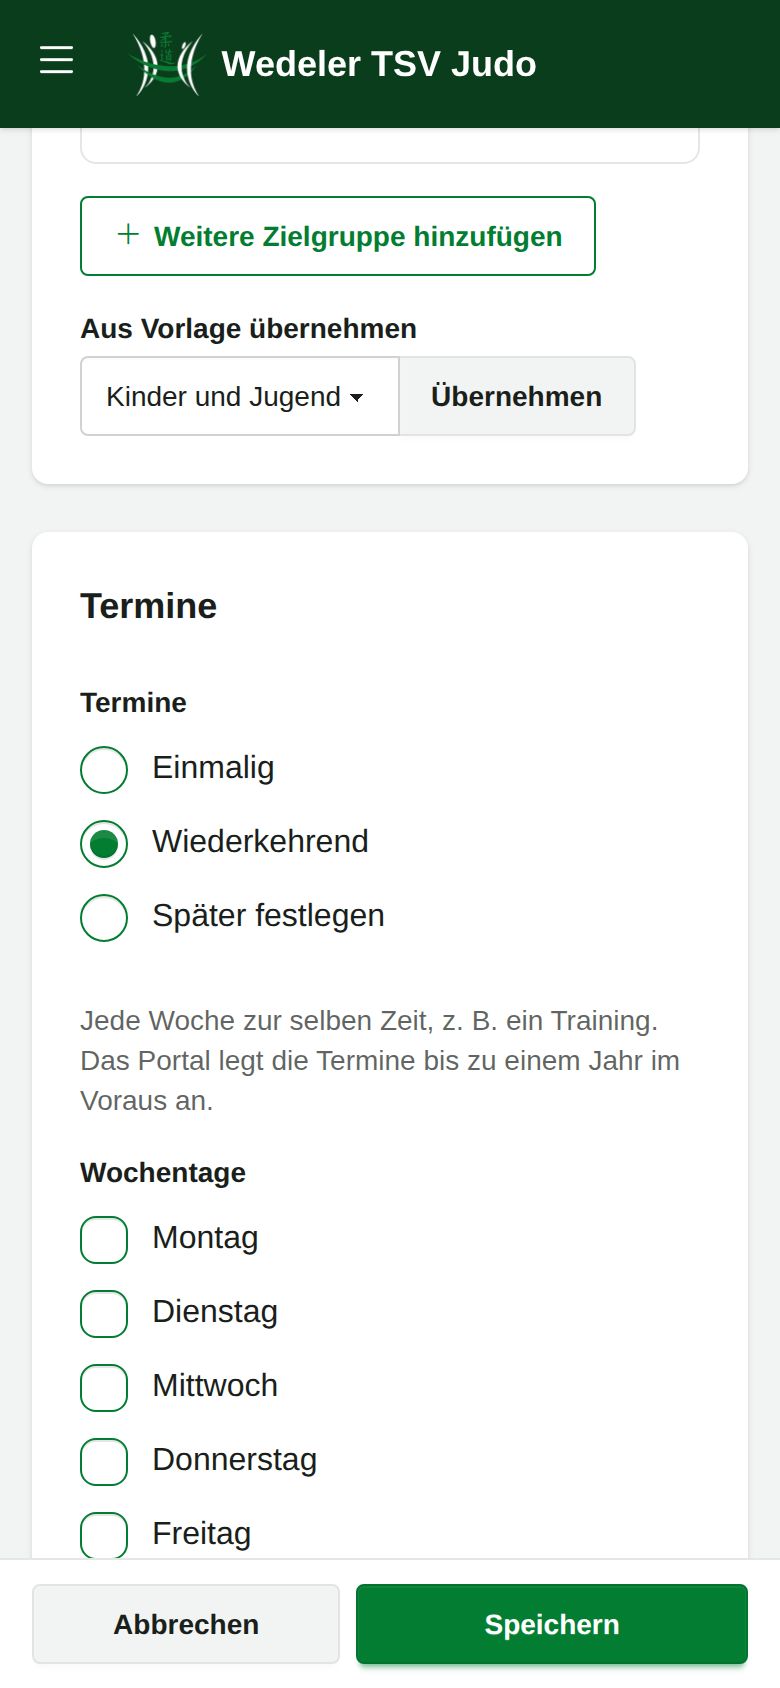 柔道
Wedeler TSV Judo
Weitere Zielgruppe hinzufügen
Aus Vorlage übernehmen
Kinder und Jugend
Übernehmen
Termine
Termine
Einmalig
Wiederkehrend
Später festlegen
Jede Woche zur selben Zeit, z. B. ein Training.
Das Portal legt die Termine bis zu einem Jahr im
Voraus an.
Wochentage
Montag
Dienstag
Mittwoch
Donnerstag
Freitag
Abbrechen
Speichern